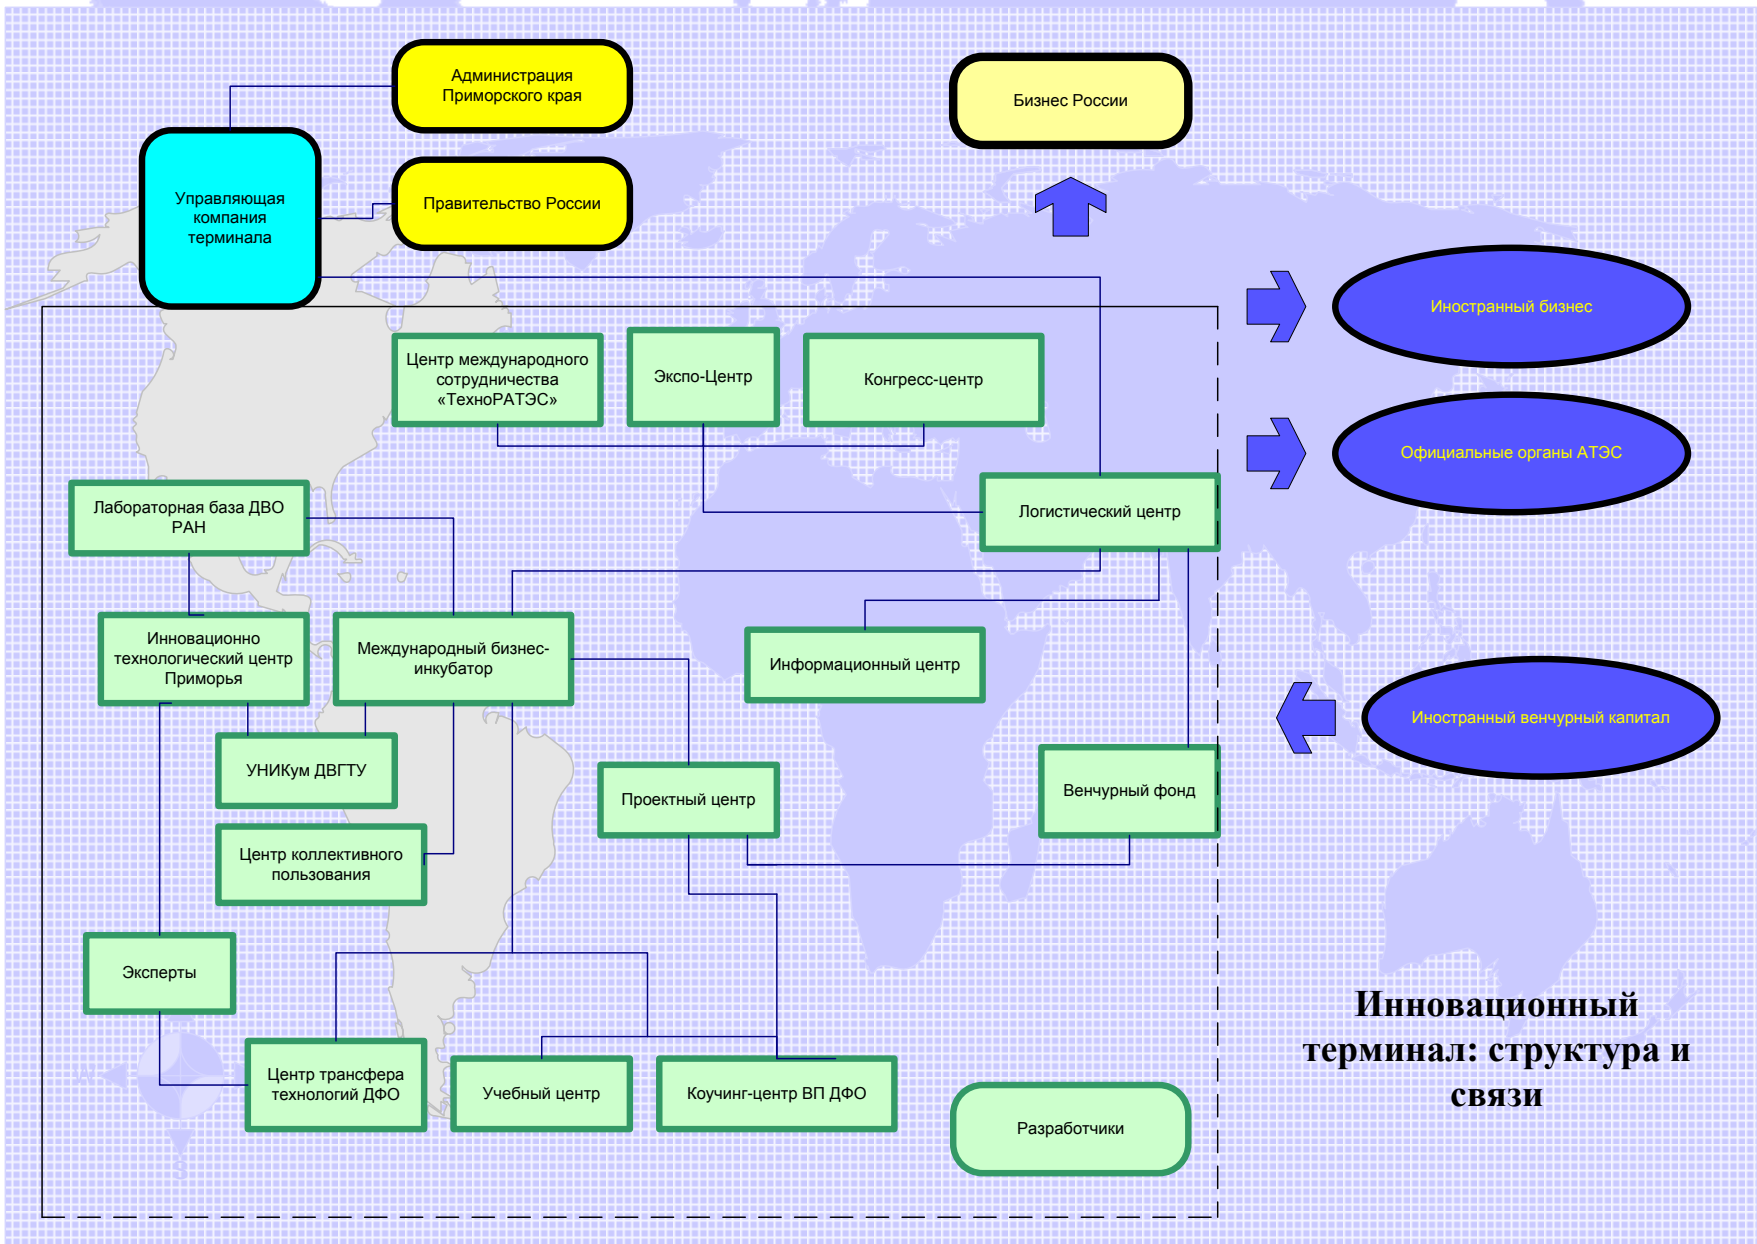 Администрация
Приморского края
Бизнес России
Управляющая
компания
терминала
Правительство России
Иностранный бизнес
Центр международного
сотрудничества
«ТехноРАТЭС»
Экспо-Центр
Конгресс-центр
Официальные органы АТЭС
Лабораторная база ДВО
РАН
Логистический центр
Инновационно
технологический центр
Приморья
Международный бизнес-
инкубатор
Информационный центр
Иностранный венчурный капитал
УНИКум ДВГТУ
Проектный центр
Венчурный фонд
Центр коллективного
пользования
Эксперты
Инновационный
терминал: структура и
связи
Центр трансфера
технологий ДФО
Учебный центр
Коучинг-центр ВП ДФО
Разработчики
W
S